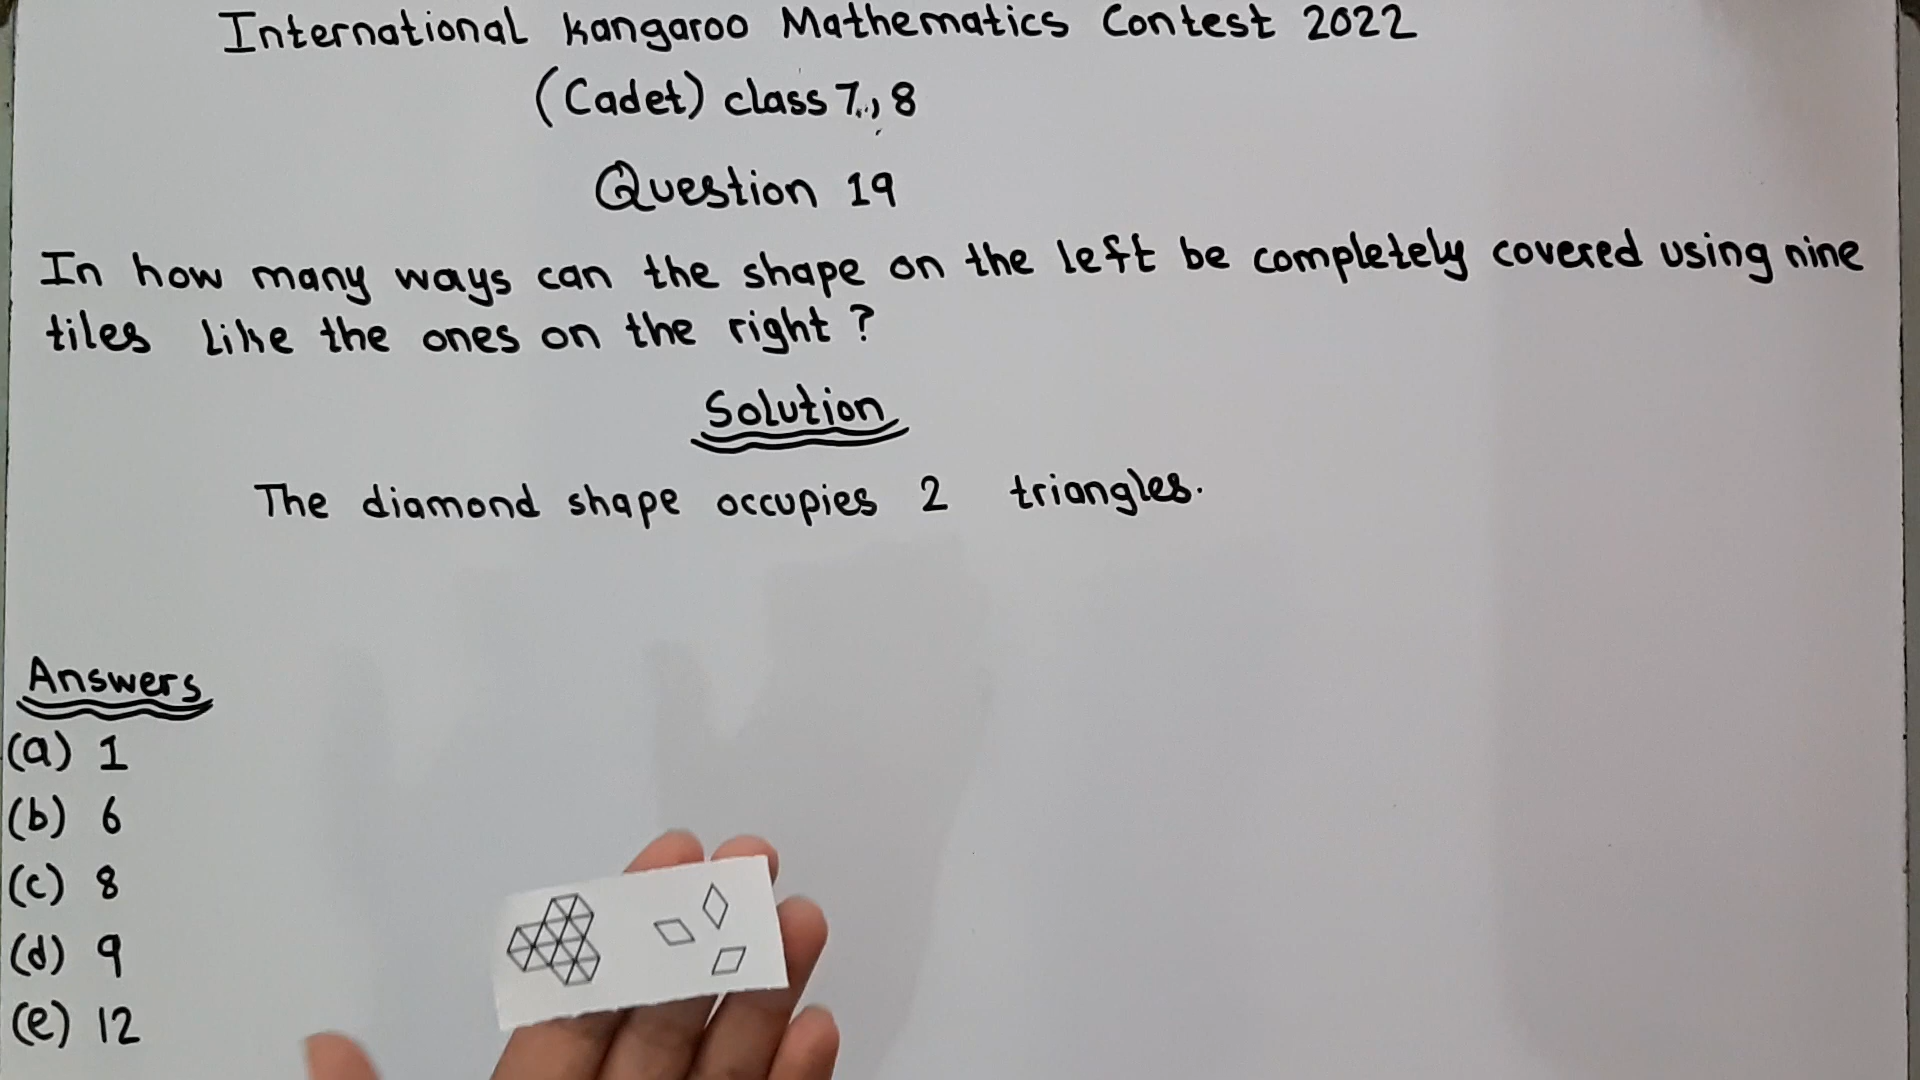 International Kangaroo Mathematics Contest 2022
(Cadet) class 7, 8
Question 19
In how many ways can the shape on the left be completely covered using nine
tiles like the ones on the right ?
Solution
The diamond shape occupies 2 triangles.
Answers
(a) 1
(b) 6
(c) 8
(d) 9
(e) 12